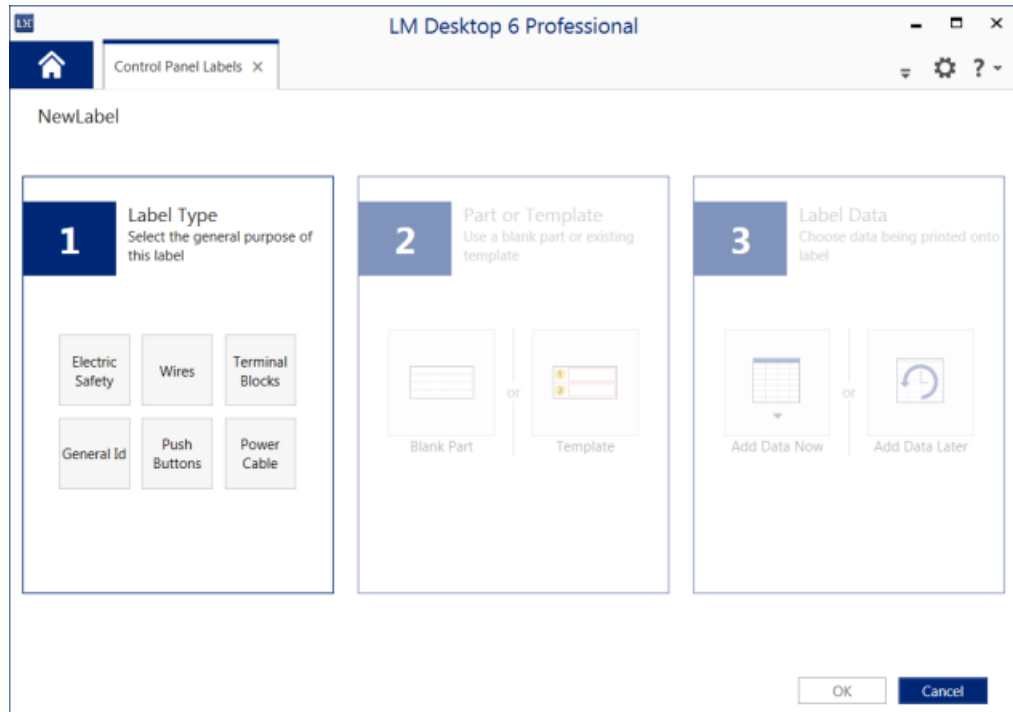 LM
LM Desktop 6 Professional
Control Panel Labels
?
NewLabel
1
Label Type
Select the general purpose of
this label
Electric
Safety
Wires
Terminal
Blocks
General Id
Push
Buttons
Power
Cable
2
Part or Template
Use a blank part or existing
template
1
2
or
Blank Part
Template
3
Label Data
Choose data being printed onto
label
or
Add Data Now
Add Data Later
OK
Cancel